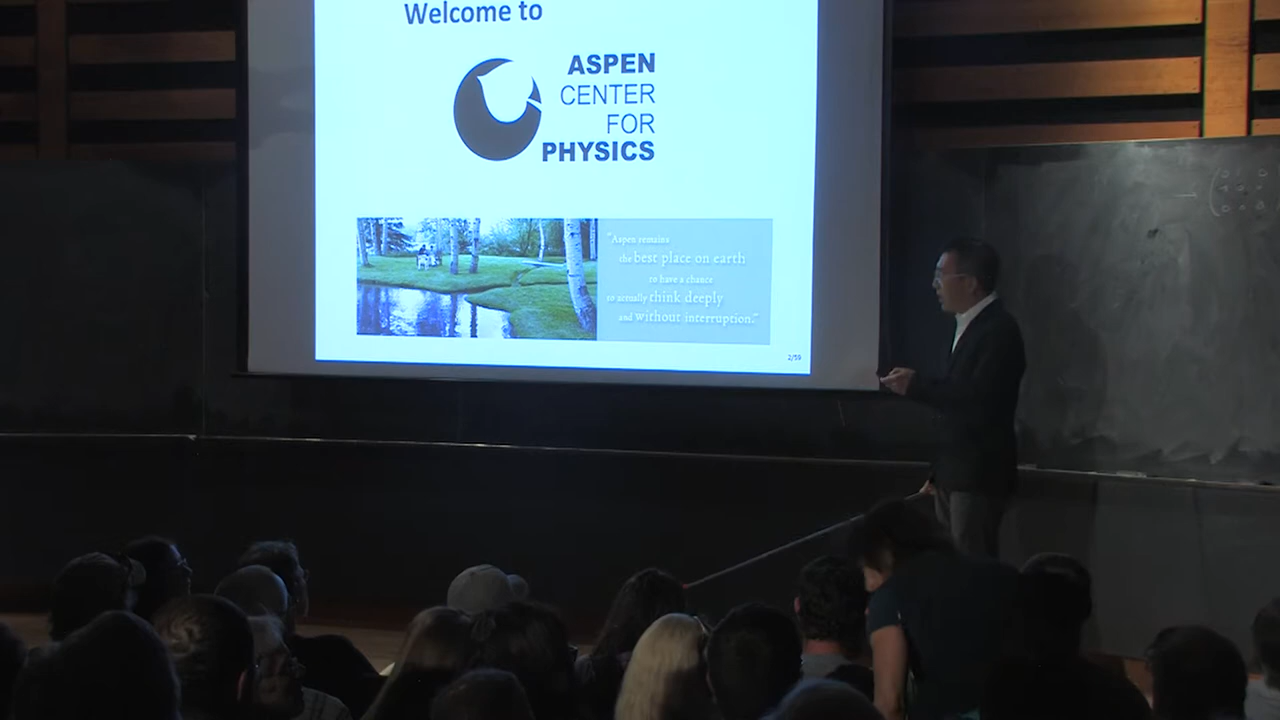 Welcome to
ASPEN
CENTER
FOR
PHYSICS
"Aspen remains
the best place on earth
to have a chance
to actually think deeply
and without interruption."
2/59